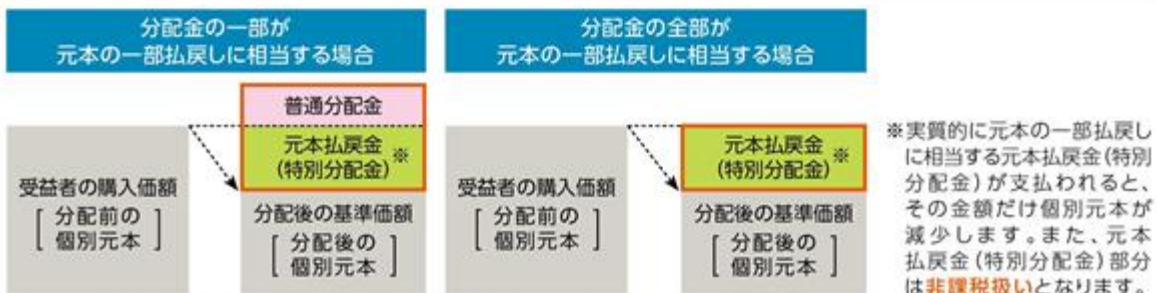 分配金の一部が
元本の一部払戻しに相当する場合
普通分配金
元本払戻金
(特別分配金)
※
受益者の購入価額
[ 分配前の
個別元本 ]
分配後の基準価額
[ 分配後の
個別元本 ]
分配金の全部が
元本の一部払戻しに相当する場合
元本払戻金
(特別分配金)
※
受益者の購入価額
[ 分配前の
個別元本 ]
分配後の基準価額
[ 分配後の
個別元本 ]
※実質的に元本の一部払戻し
に相当する元本払戻金(特別
分配金)が支払われると、
その金額だけ個別元本が
減少します。また、元本
払戻金(特別分配金)部分
は非課税扱いとなります。